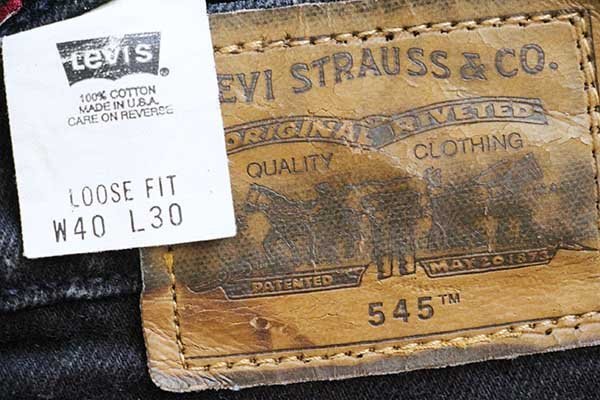 Levi's
100% COTTON
MADE IN U.S.A.
CARE ON REVERSE
LOOSE FIT
W40 L30
EVI STRAUSS & CO.
ORIGINAL RIVETED
QUALITY CLOTHING
PATENTED MAY 20 1873
545™